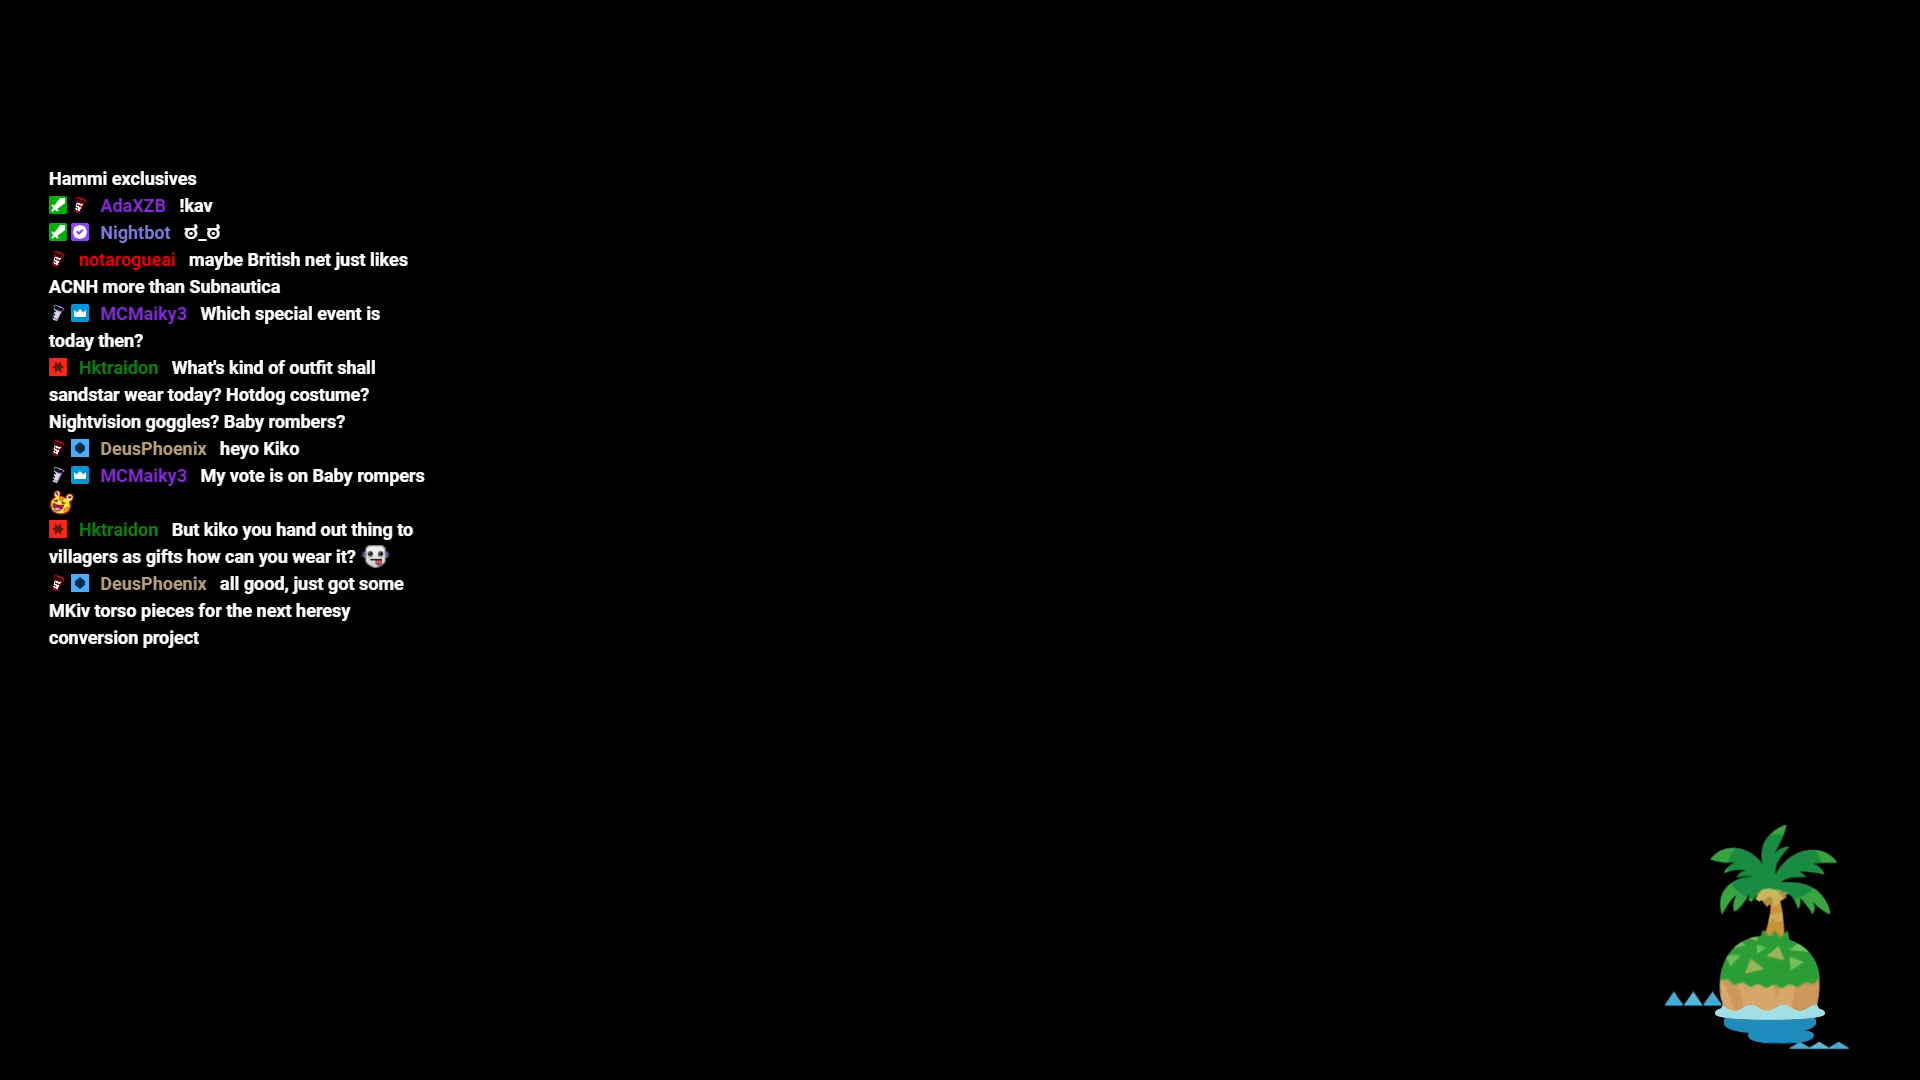 Hammi exclusives
AdaXZB !kav
Nightbot ಠ_ಠ
notarogueai maybe British net just likes
ACNH more than Subnautica
MCMaiky3 Which special event is
today then?
Hktraidon What's kind of outfit shall
sandstar wear today? Hotdog costume?
Nightvision goggles? Baby rombers?
DeusPhoenix heyo Kiko
MCMaiky3 My vote is on Baby rompers
Hktraidon But kiko you hand out thing to
villagers as gifts how can you wear it?
DeusPhoenix all good, just got some
MKiv torso pieces for the next heresy
conversion project